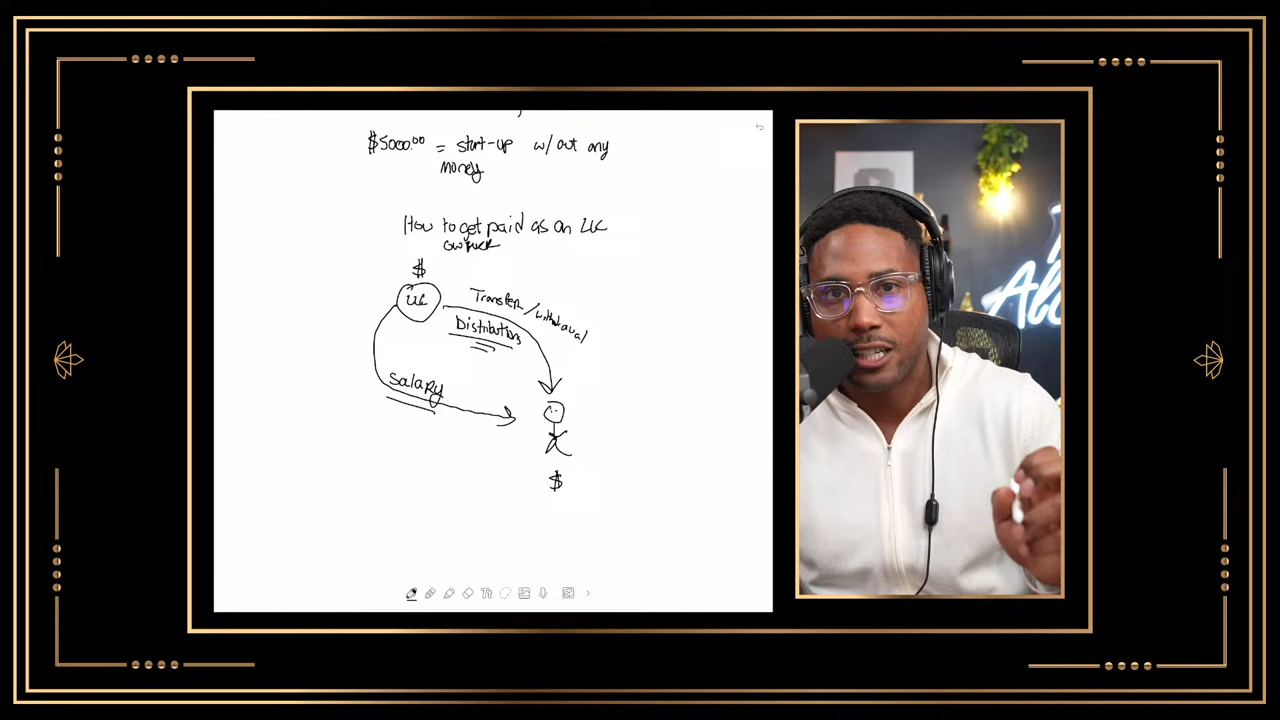 $5000.00 = start-up w/out any
money
How to get paid as an LLC
owner
$
LLC
Transfer / withdrawal
Distributions
Salary
$
Al